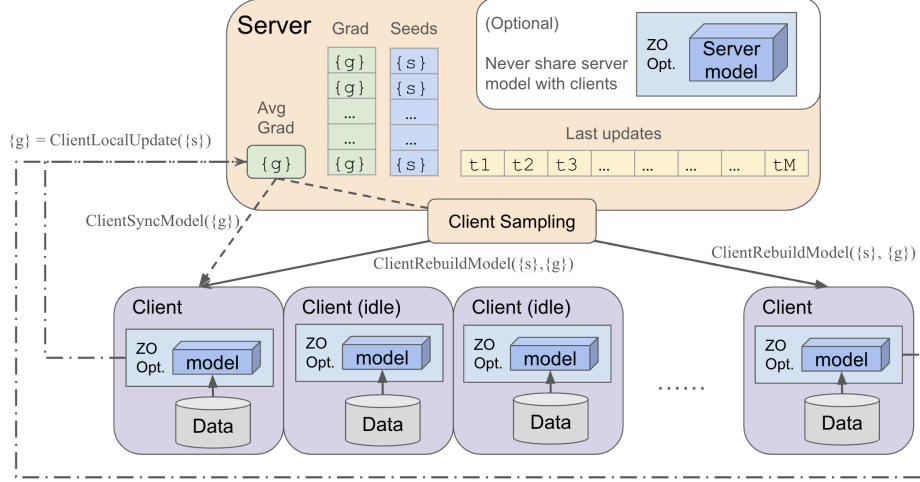 Server
Grad
Seeds
(Optional)
Never share server
model with clients
ZO
Opt.
Server
model
{g}
{s}
{g}
{s}
...
...
...
...
{g}
{s}
Avg
Grad
{g}
Last updates
t1 t2 t3 ... ... ... ... tM
{g} = ClientLocalUpdate({s})
ClientSyncModel({g})
Client Sampling
ClientRebuildModel({s},{g})
ClientRebuildModel({s}, {g})
Client
ZO
Opt.
model
Data
Client (idle)
ZO
Opt.
model
Data
Client (idle)
ZO
Opt.
model
Data
......
Client
ZO
Opt.
model
Data